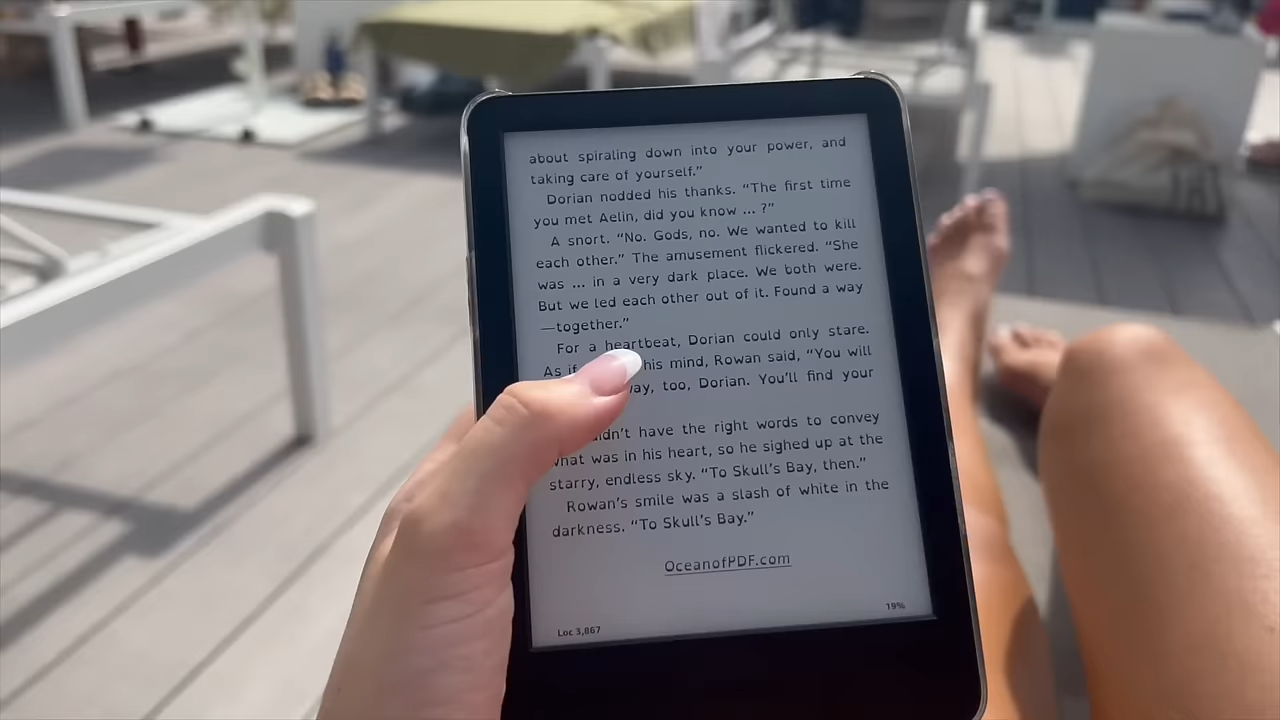 about spiraling down into your power, and
taking care of yourself.”
Dorian nodded his thanks. “The first time
you met Aelin, did you know ... ?”
A snort. “No. Gods, no. We wanted to kill
each other.” The amusement flickered. “She
was ... in a very dark place. We both were.
But we led each other out of it. Found a way
—together.”
For a heartbeat, Dorian could only stare.
As if his mind, Rowan said, “You will
way, too, Dorian. You’ll find your
didn’t have the right words to convey
what was in his heart, so he sighed up at the
starry, endless sky. “To Skull’s Bay, then.”
Rowan’s smile was a slash of white in the
darkness. “To Skull’s Bay.”
OceanofPDF.com
19%
Loc 3,867